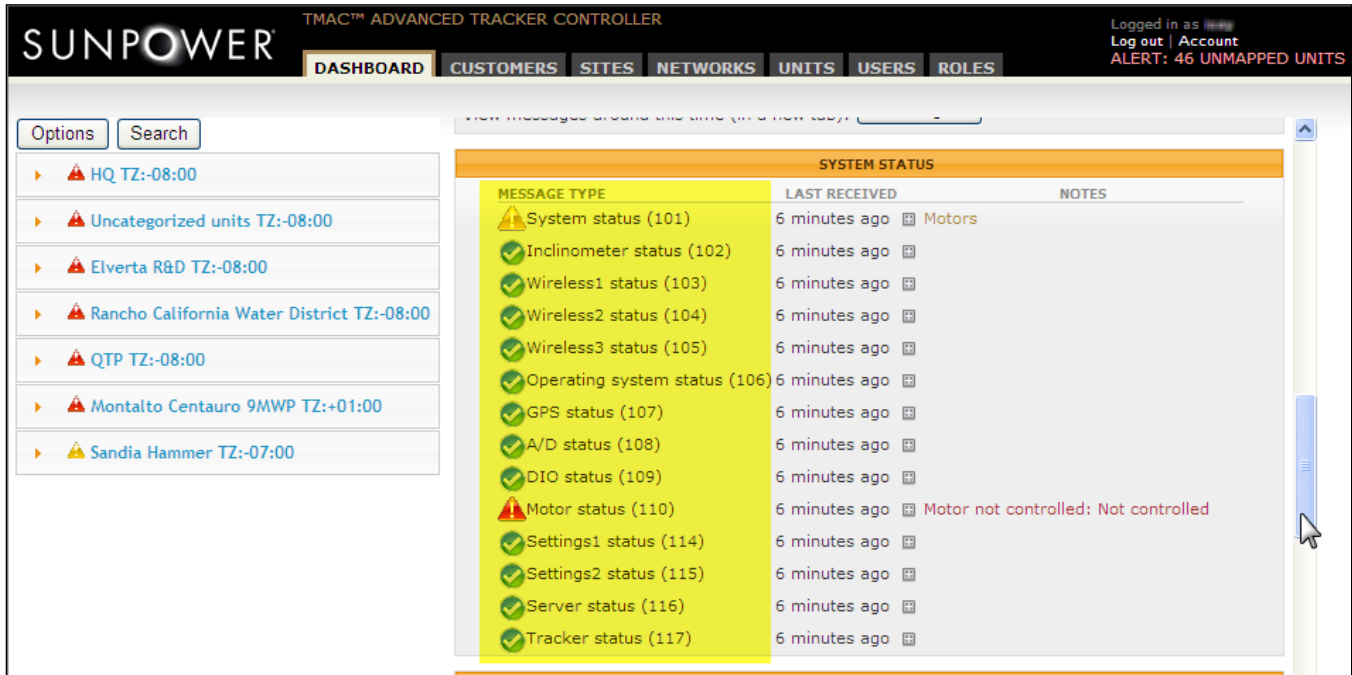 SUNPOWER
TMAC™ ADVANCED TRACKER CONTROLLER
Logged in as
Log out | Account
ALERT: 46 UNMAPPED UNITS
DASHBOARD CUSTOMERS SITES NETWORKS UNITS USERS ROLES
Options Search
HQ TZ:-08:00
Uncategorized units TZ:-08:00
Elverta R&D TZ:-08:00
Rancho California Water District TZ:-08:00
QTP TZ:-08:00
Montalto Centauro 9MWP TZ:+01:00
Sandia Hammer TZ:-07:00
View messages around this time (in a new tab):
SYSTEM STATUS
MESSAGE TYPE LAST RECEIVED NOTES
System status (101) 6 minutes ago Motors
Inclinometer status (102) 6 minutes ago
Wireless1 status (103) 6 minutes ago
Wireless2 status (104) 6 minutes ago
Wireless3 status (105) 6 minutes ago
Operating system status (106) 6 minutes ago
GPS status (107) 6 minutes ago
A/D status (108) 6 minutes ago
DIO status (109) 6 minutes ago
Motor status (110) 6 minutes ago Motor not controlled: Not controlled
Settings1 status (114) 6 minutes ago
Settings2 status (115) 6 minutes ago
Server status (116) 6 minutes ago
Tracker status (117) 6 minutes ago